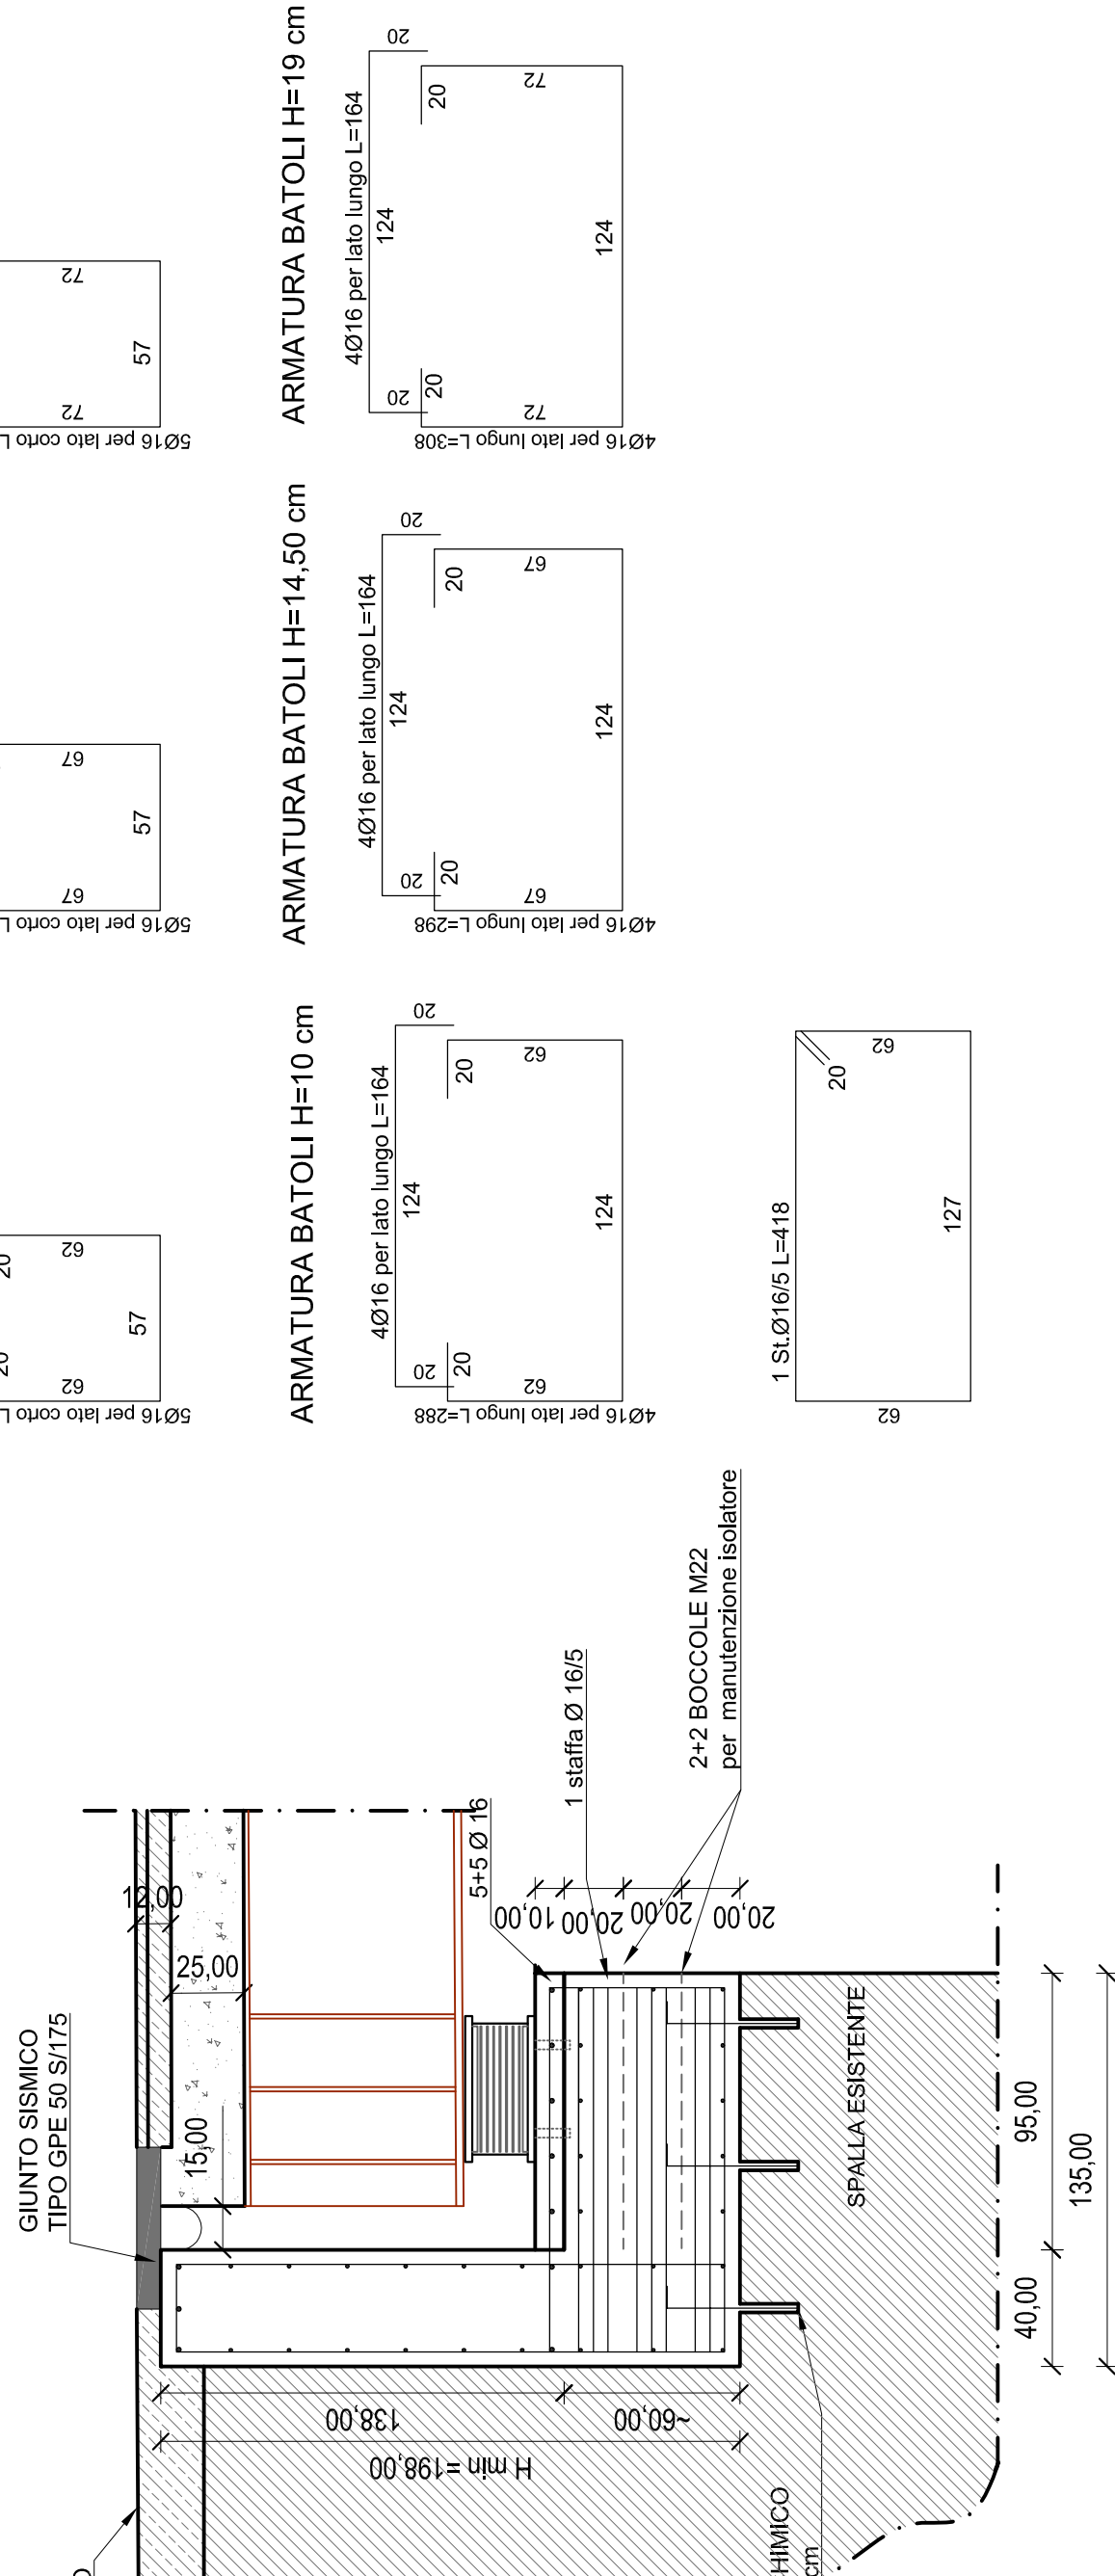 5Ø16 per lato corto L
72
57
72
5Ø16 per lato corto L
67
57
67
5Ø16 per lato corto L
20
62
57
20
62
ARMATURA BATOLI H=19 cm
4Ø16 per lato lungo L=164
20
124
20
20
72
124
20
72
4Ø16 per lato lungo L=308
ARMATURA BATOLI H=14,50 cm
4Ø16 per lato lungo L=164
20
124
20
20
67
124
20
67
4Ø16 per lato lungo L=298
ARMATURA BATOLI H=10 cm
4Ø16 per lato lungo L=164
20
124
20
20
62
124
20
62
4Ø16 per lato lungo L=288
1 St.Ø16/5 L=418
62
20
127
62
GIUNTO SISMICO
TIPO GPE 50 S/175
12,00
25,00
15,00
5+5 Ø 16
1 staffa Ø 16/5
2+2 BOCCOLE M22
per manutenzione isolatore
10,00
20,00
20,00
20,00
SPALLA ESISTENTE
95,00
40,00
135,00
138,00
~60,00
H min =198,00
HIMICO
cm